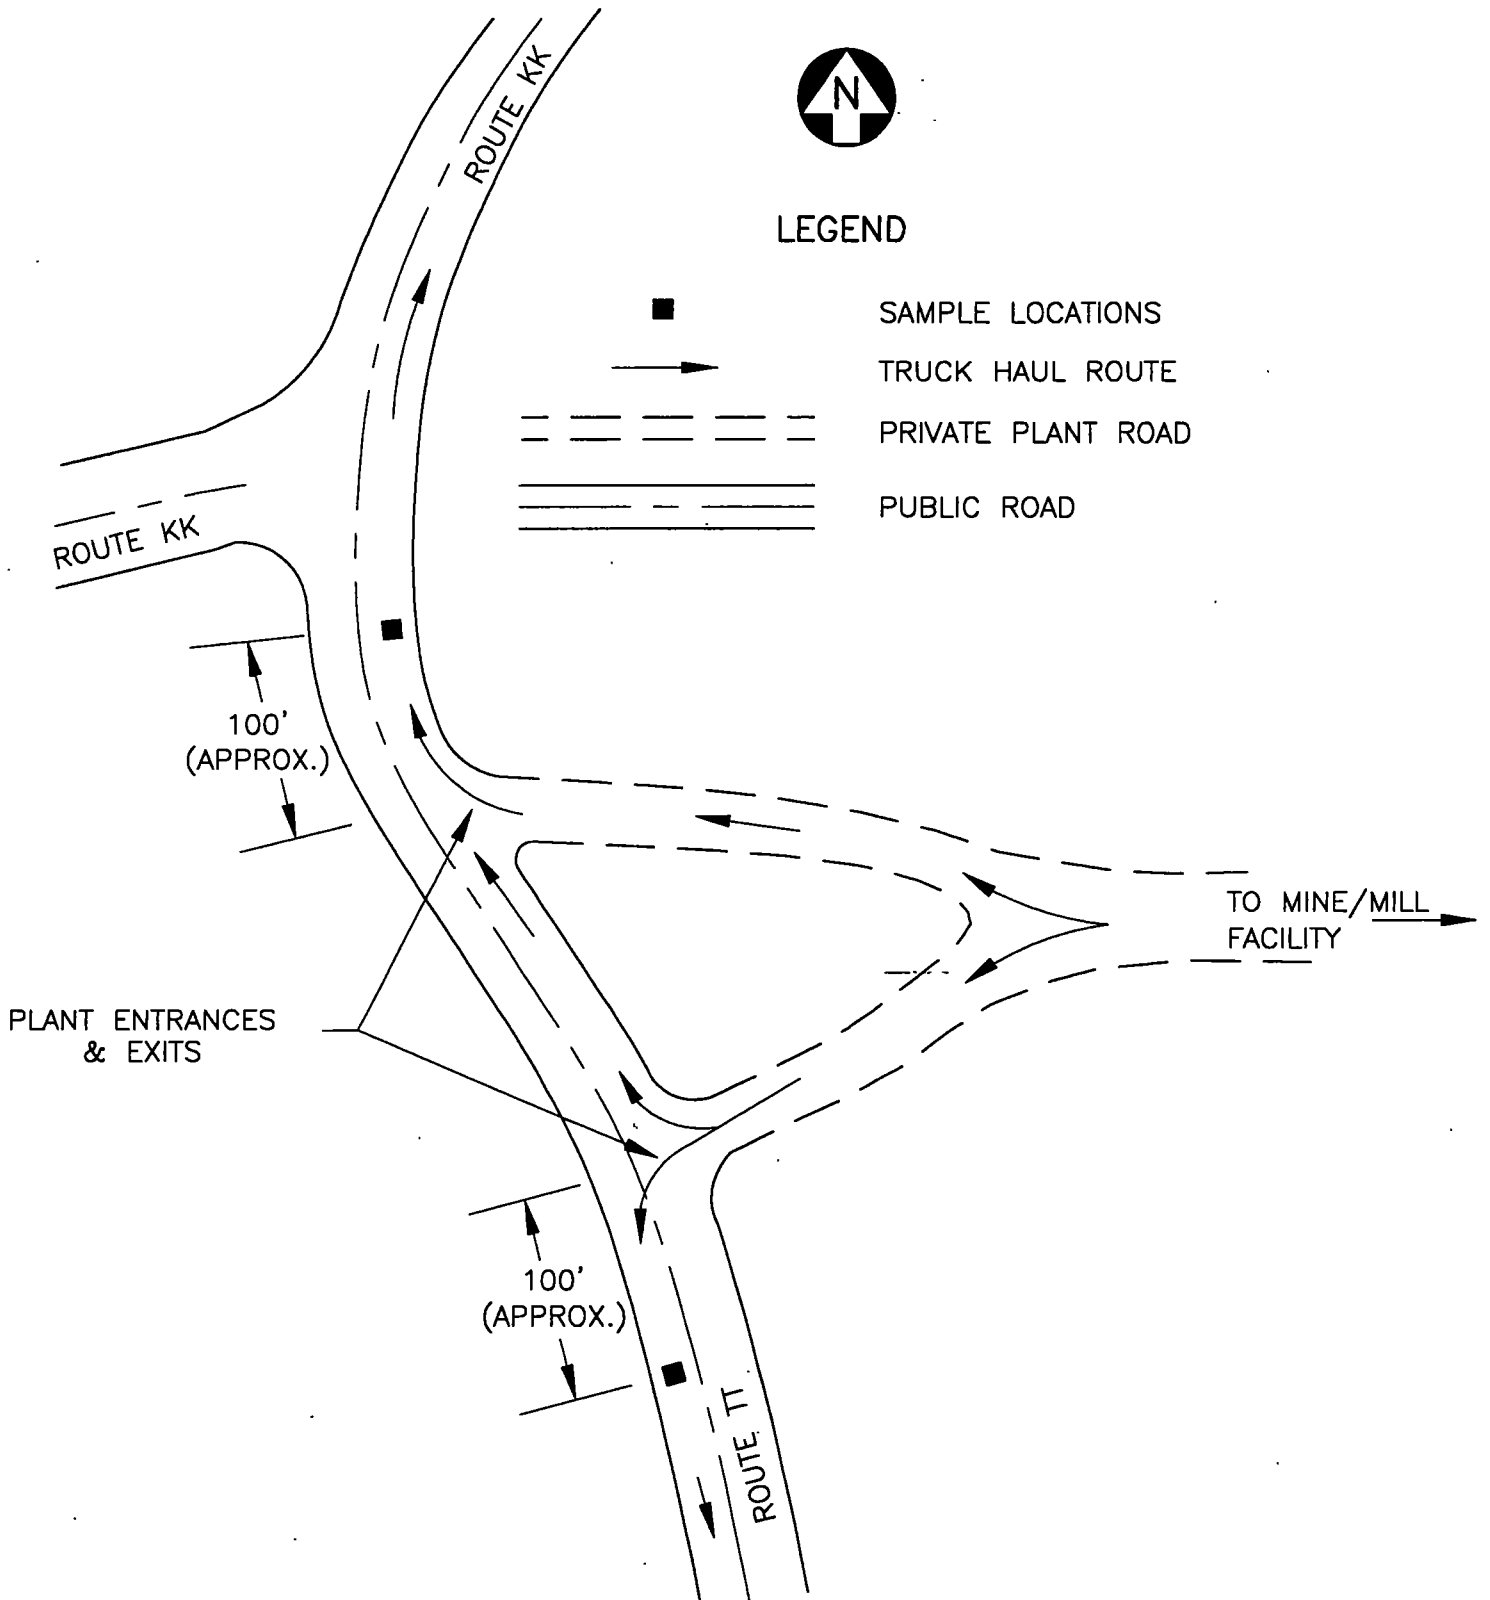 ROUTE KK
N
LEGEND
SAMPLE LOCATIONS
TRUCK HAUL ROUTE
PRIVATE PLANT ROAD
PUBLIC ROAD
ROUTE KK
100'
(APPROX.)
TO MINE/MILL
FACILITY
PLANT ENTRANCES
& EXITS
100'
(APPROX.)
ROUTE TT